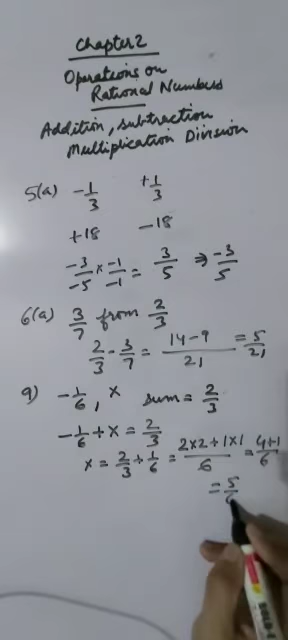 Chapter 2
Operations on
Rational Numbers
Addition, subtraction
Multiplication Division
5(a) -1/3 +1/3
+18 -18
-3/-5 × -1/-1 = 3/5 ⇒ -3/5
6(a) 3/7 from 2/3
2/3 - 3/7 = 14-9/21 = 5/21
9) -1/6, x sum = 2/3
-1/6 + x = 2/3
x = 2/3 + 1/6 = 2×2+1×1/6 = 4+1/6
= 5/6